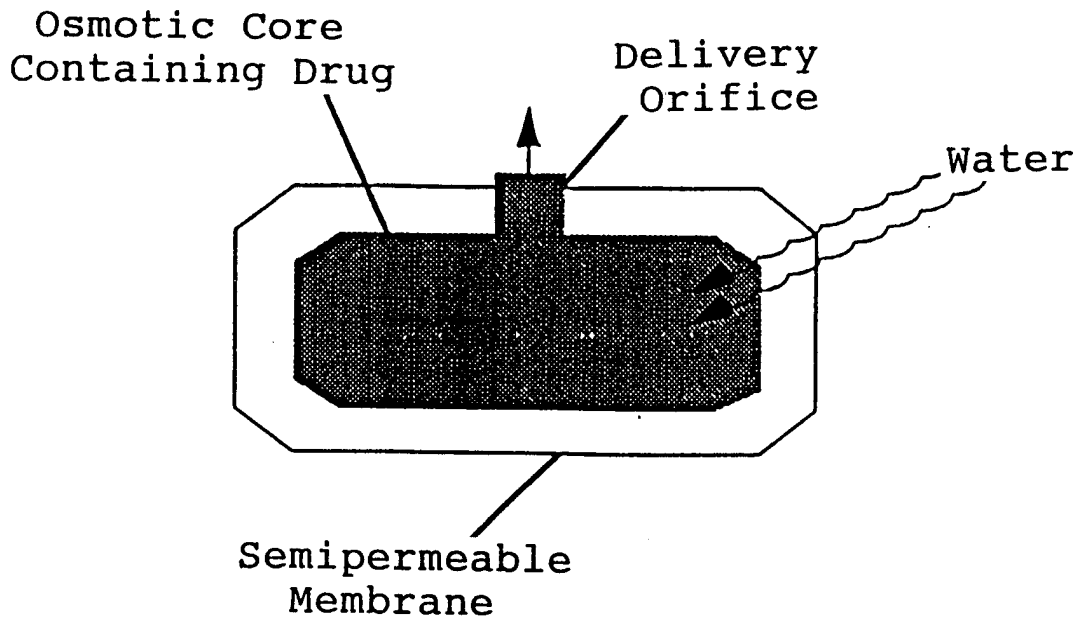 Osmotic Core
Containing Drug
Delivery
Orifice
Water
Semipermeable
Membrane